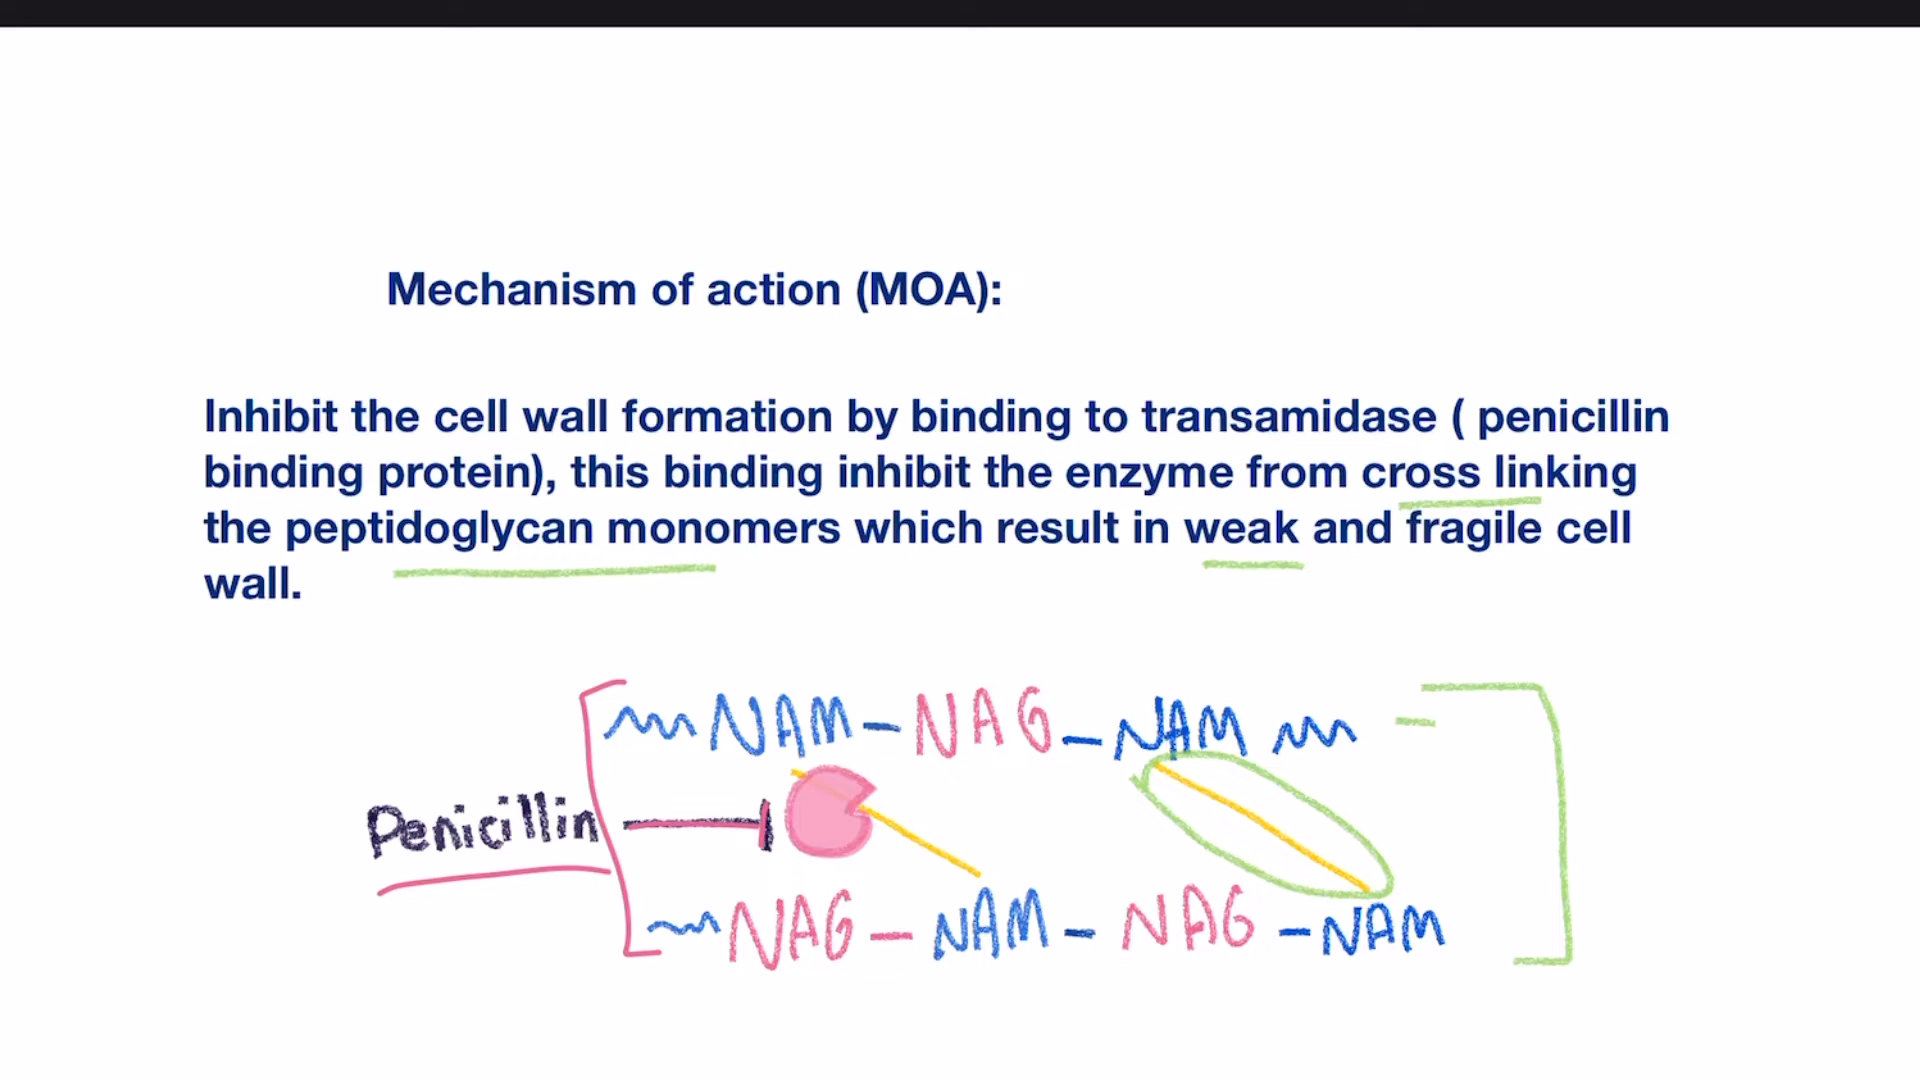 Mechanism of action (MOA):
Inhibit the cell wall formation by binding to transamidase ( penicillin
binding protein), this binding inhibit the enzyme from cross linking
the peptidoglycan monomers which result in weak and fragile cell
wall.
NAM - NAG - NAM
Penicillin
NAG - NAM - NAG - NAM